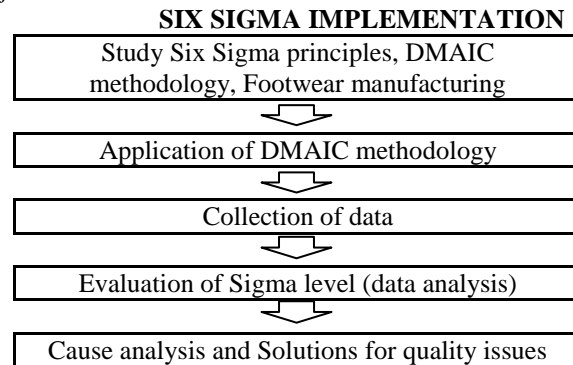 SIX SIGMA IMPLEMENTATION
Study Six Sigma principles, DMAIC
methodology, Footwear manufacturing
Application of DMAIC methodology
Collection of data
Evaluation of Sigma level (data analysis)
Cause analysis and Solutions for quality issues